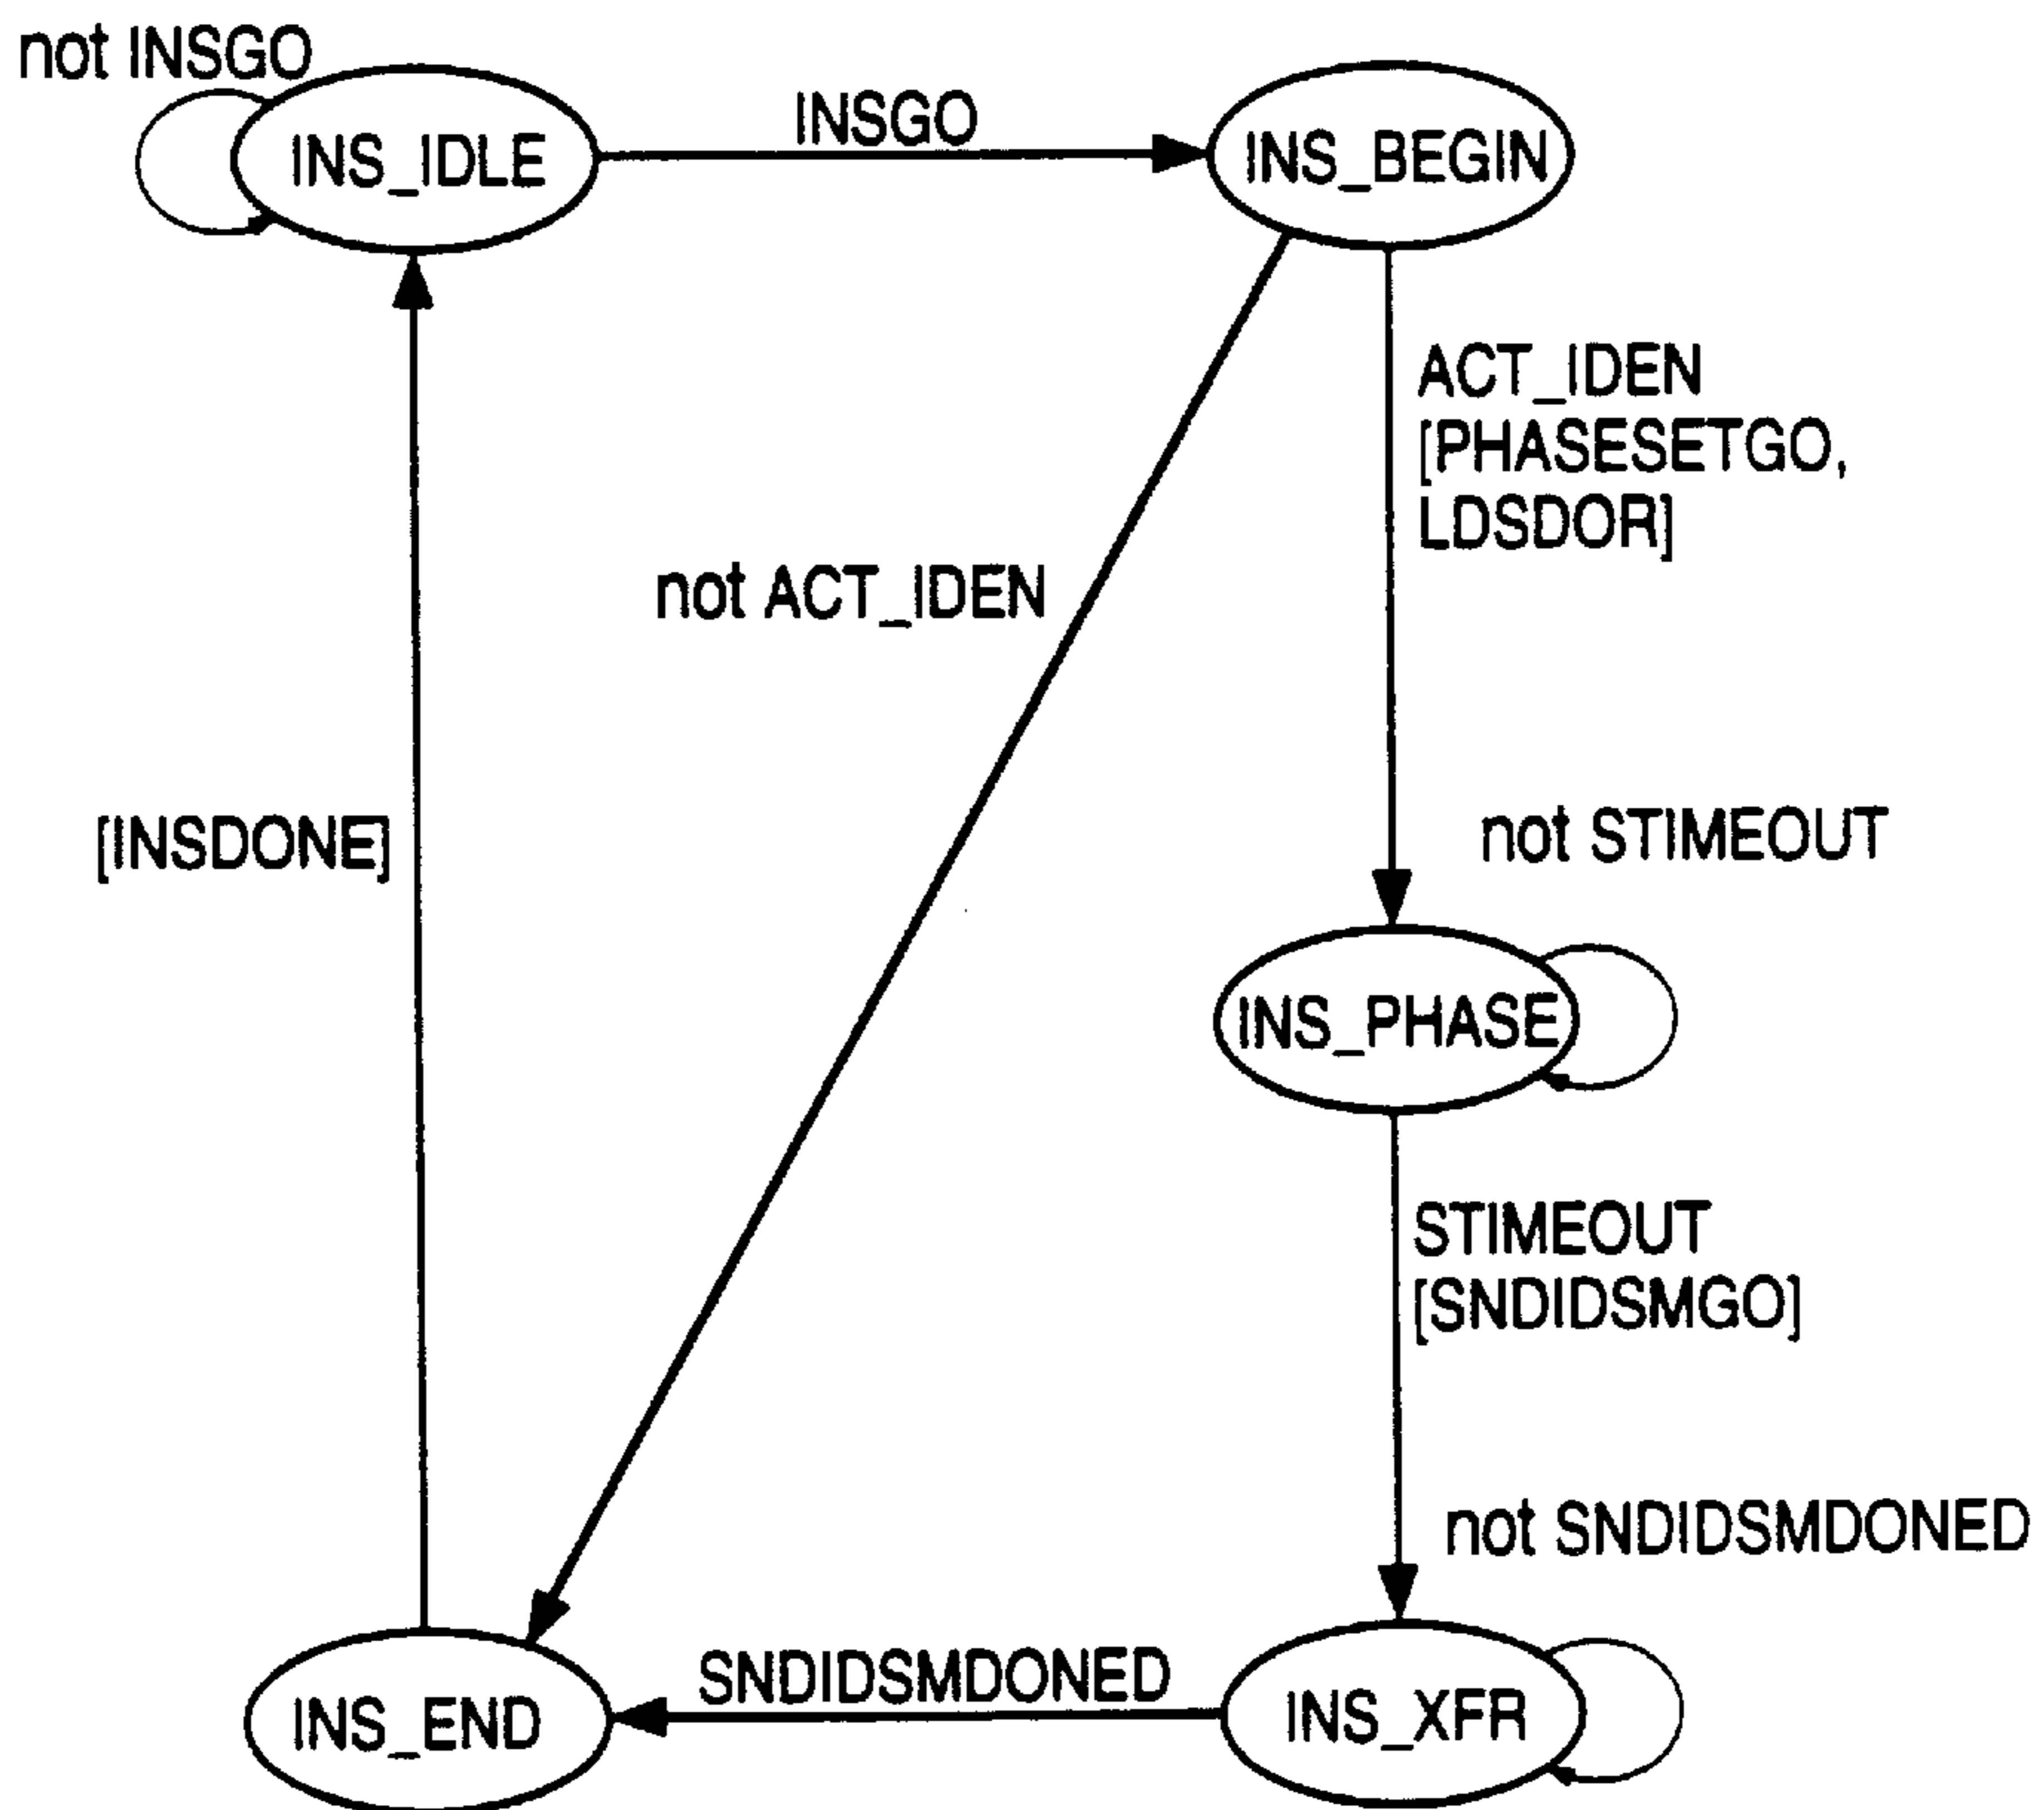 not INSGO
INSGO
INS_IDLE
INS_BEGIN
ACT_IDEN
[PHASESETGO,
LDSDOR]
not ACT_IDEN
[INSDONE]
not STIMEOUT
INS_PHASE
STIMEOUT
[SNDIDSMGO]
not SNDIDSMDONED
SNDIDSMDONED
INS_END
INS_XFR